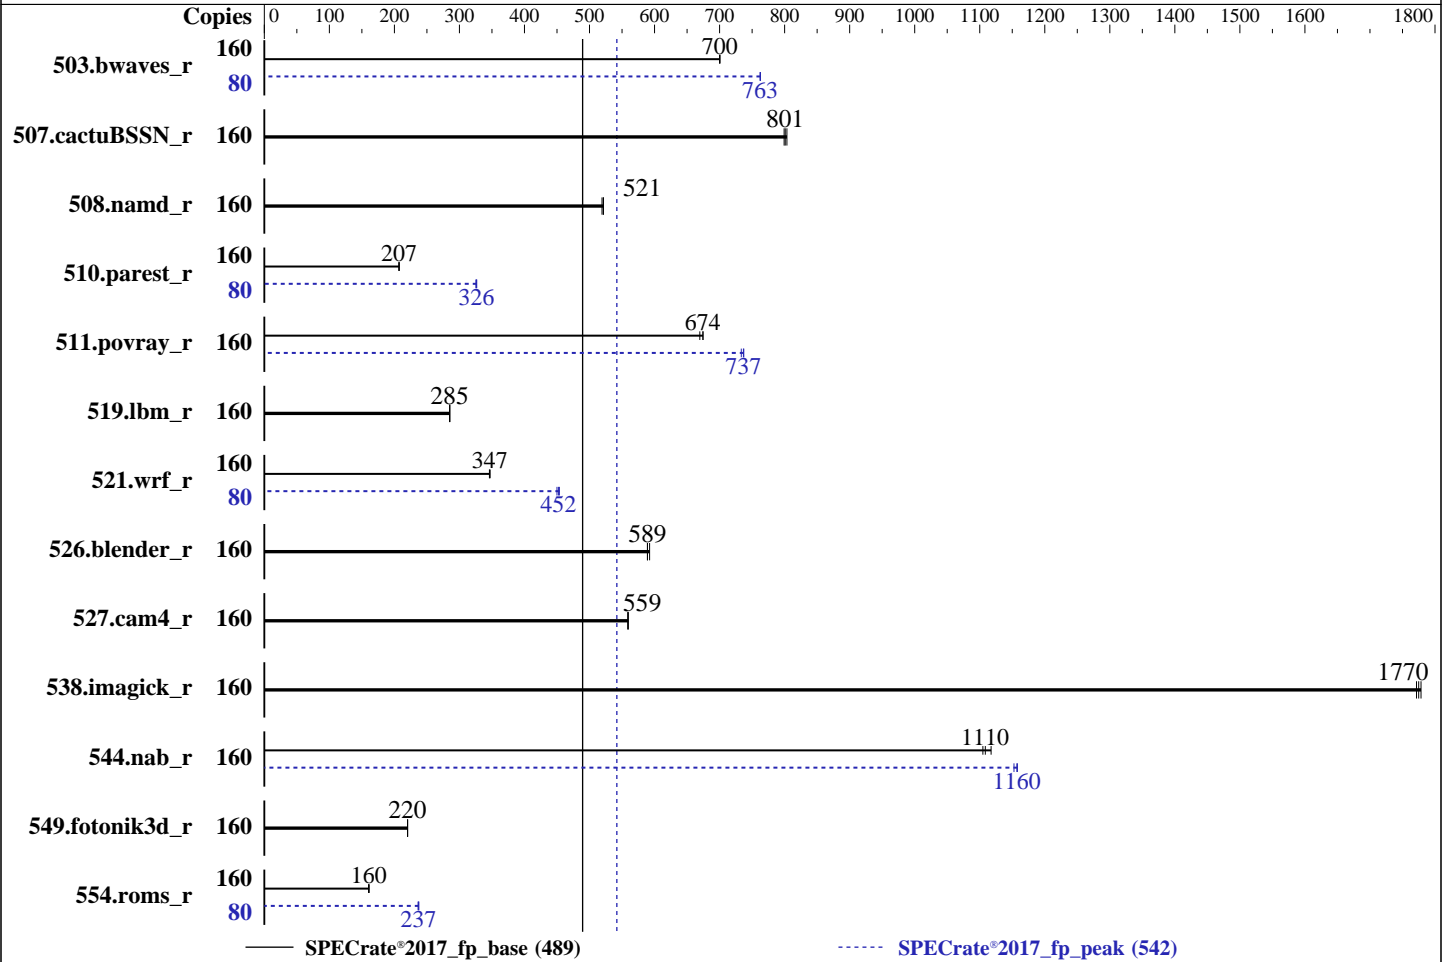 Copies 0 100 200 300 400 500 600 700 800 900 1000 1100 1200 1300 1400 1500 1600 1800
503.bwaves_r 160 700
80 763
507.cactuBSSN_r 160 801
508.namd_r 160 521
510.parest_r 160 207
80 326
511.povray_r 160 674
737
519.lbm_r 160 285
521.wrf_r 160 347
80 452
526.blender_r 160 589
527.cam4_r 160 559
538.imagick_r 160 1770
544.nab_r 160 1110
1160
549.fotonik3d_r 160 220
554.roms_r 160 160
80 237
SPECrate®2017_fp_base (489) SPECrate®2017_fp_peak (542)